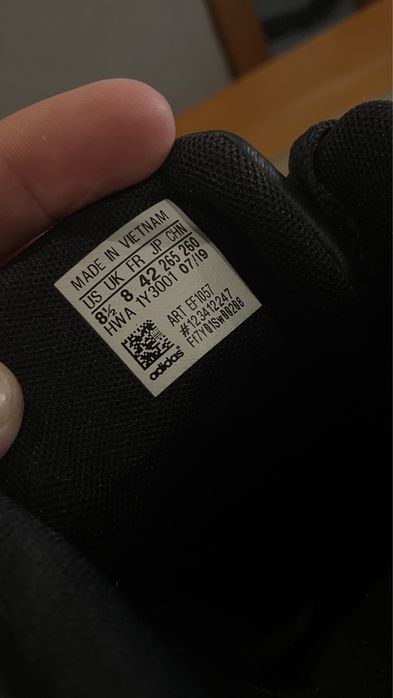 MADE IN VIETNAM
US UK FR JP CHN
8½ 8 42 265 260
HWA 1Y3001 07/19
ART EF1057
#123412247
adidas